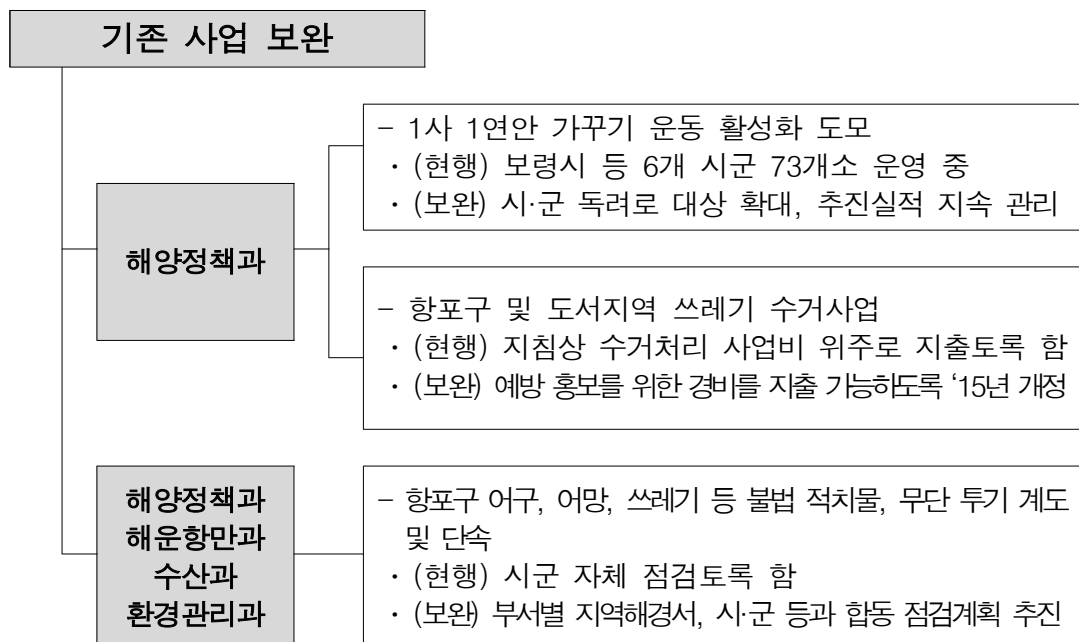 기존 사업 보완
해양정책과
– 1사 1연안 가꾸기 운동 활성화 도모
· (현행) 보령시 등 6개 시군 73개소 운영 중
· (보완) 시·군 독려로 대상 확대, 추진실적 지속 관리
– 항포구 및 도서지역 쓰레기 수거사업
· (현행) 지침상 수거처리 사업비 위주로 지출토록 함
· (보완) 예방 홍보를 위한 경비를 지출 가능하도록 ‘15년 개정
해양정책과
해운항만과
수산과
환경관리과
– 항포구 어구, 어망, 쓰레기 등 불법 적치물, 무단 투기 계도
및 단속
· (현행) 시군 자체 점검토록 함
· (보완) 부서별 지역해경서, 시·군 등과 합동 점검계획 추진